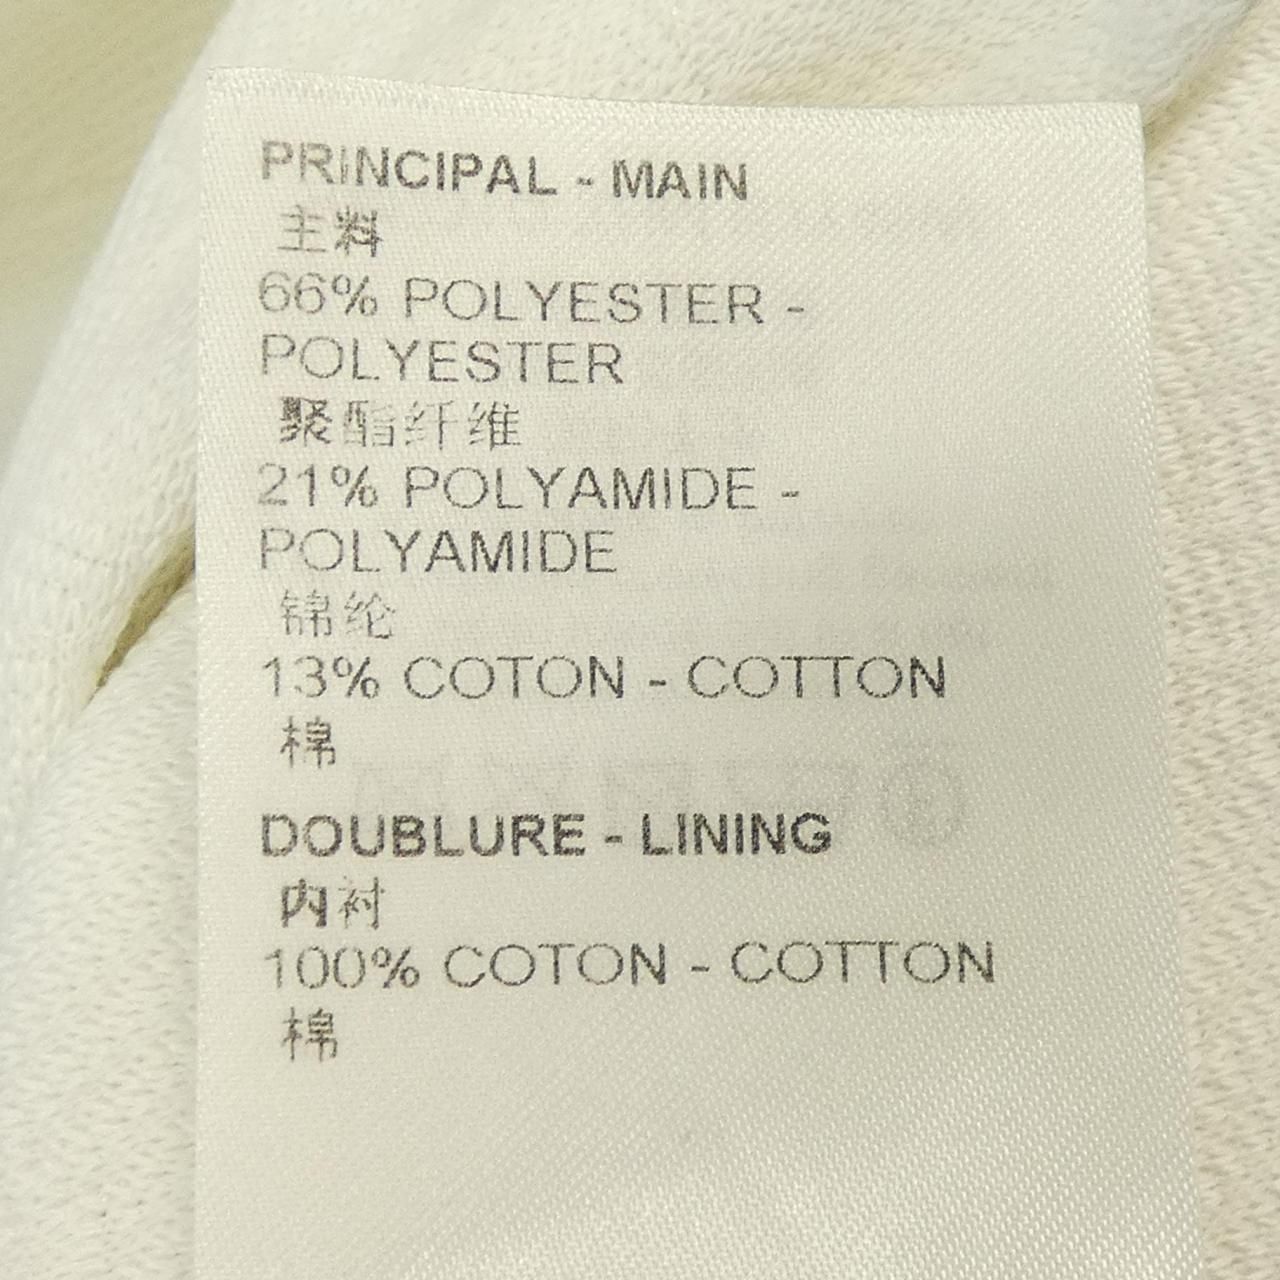 PRINCIPAL - MAIN
主料
66% POLYESTER -
POLYESTER
聚酯纤维
21% POLYAMIDE -
POLYAMIDE
锦纶
13% COTON - COTTON
棉
DOUBLURE - LINING
内衬
100% COTON - COTTON
棉